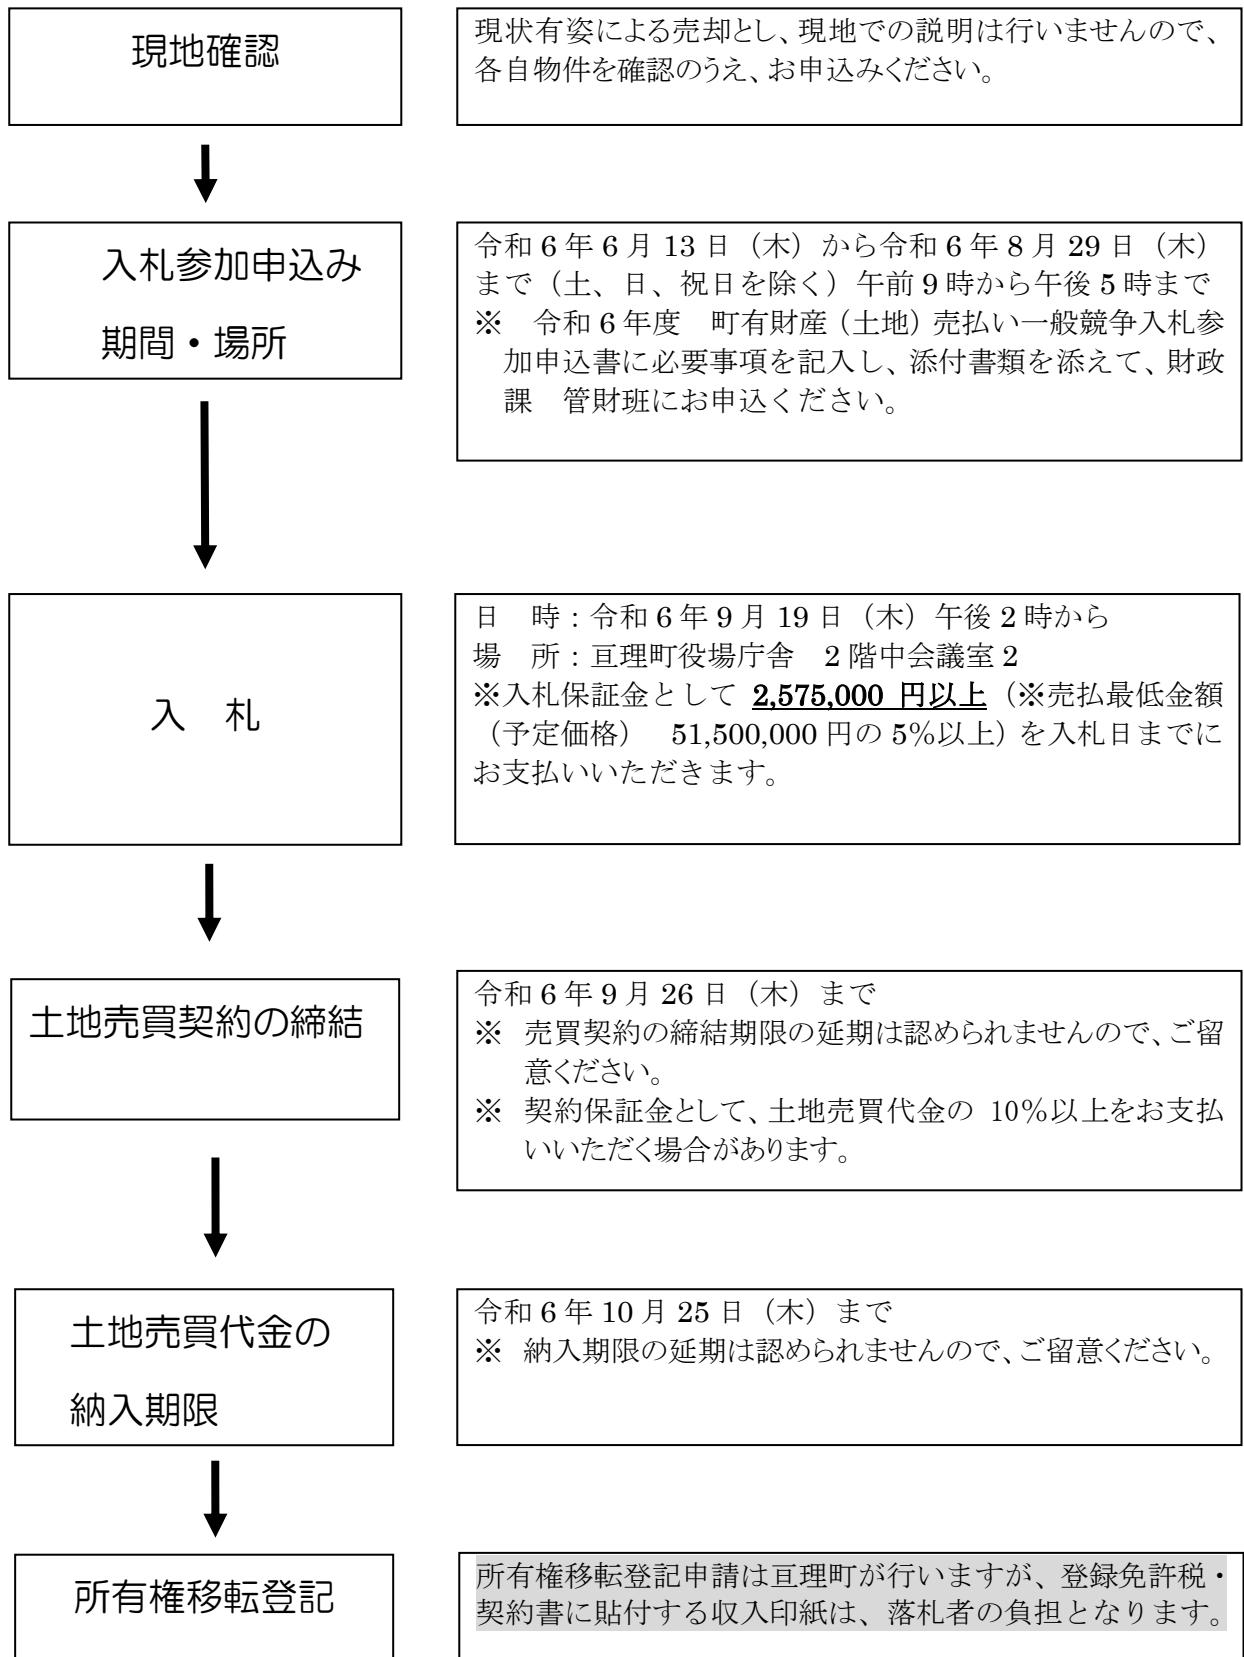 現地確認
現状有姿による売却とし、現地での説明は行いませんので、
各自物件を確認のうえ、お申込みください。
入札参加申込み
期間・場所
令和 6 年 6 月 13 日（木）から令和 6 年 8 月 29 日（木）
まで（土、日、祝日を除く）午前 9 時から午後 5 時まで
※　令和 6 年度　町有財産（土地）売払い一般競争入札参
加申込書に必要事項を記入し、添付書類を添えて、財政
課　管財班にお申込ください。
入　札
日　時：令和 6 年 9 月 19 日（木）午後 2 時から
場　所：亘理町役場庁舎　2 階中会議室 2
※入札保証金として 2,575,000 円以上（※売払最低金額
（予定価格）　51,500,000 円の 5%以上）を入札日までに
お支払いいただきます。
土地売買契約の締結
令和 6 年 9 月 26 日（木）まで
※　売買契約の締結期限の延期は認められませんので、ご留
意ください。
※　契約保証金として、土地売買代金の 10%以上をお支払
いいただく場合があります。
土地売買代金の
納入期限
令和 6 年 10 月 25 日（木）まで
※　納入期限の延期は認められませんので、ご留意ください。
所有権移転登記
所有権移転登記申請は亘理町が行いますが、登録免許税・
契約書に貼付する収入印紙は、落札者の負担となります。